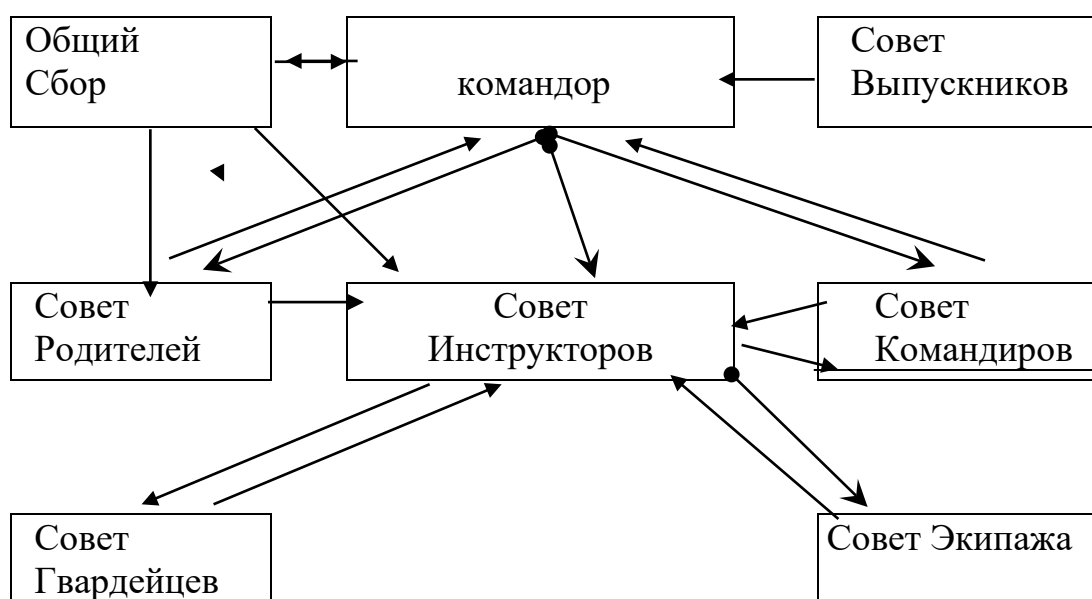 Общий
Сбор
командор
Совет
Выпускников
Совет
Родителей
Совет
Инструкторов
Совет
Командиров
Совет
Гвардейцев
Совет Экипажа